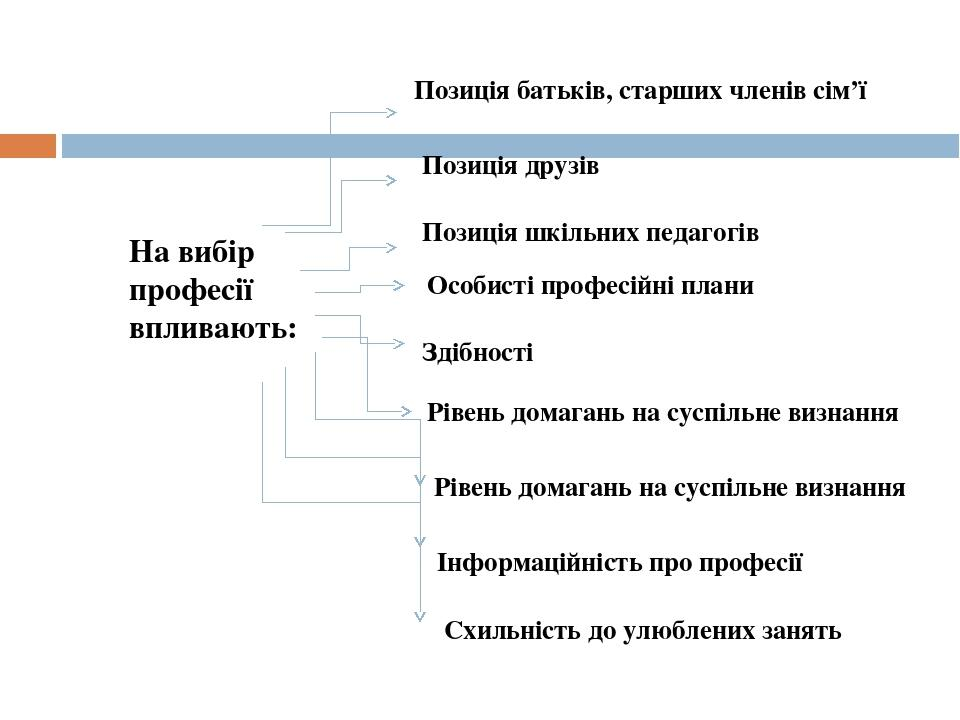 На вибір
професії
впливають:
Позиція батьків, старших членів сім’ї
Позиція друзів
Позиція шкільних педагогів
Особисті професійні плани
Здібності
Рівень домагань на суспільне визнання
Рівень домагань на суспільне визнання
Інформаційність про професії
Схильність до улюблених занять